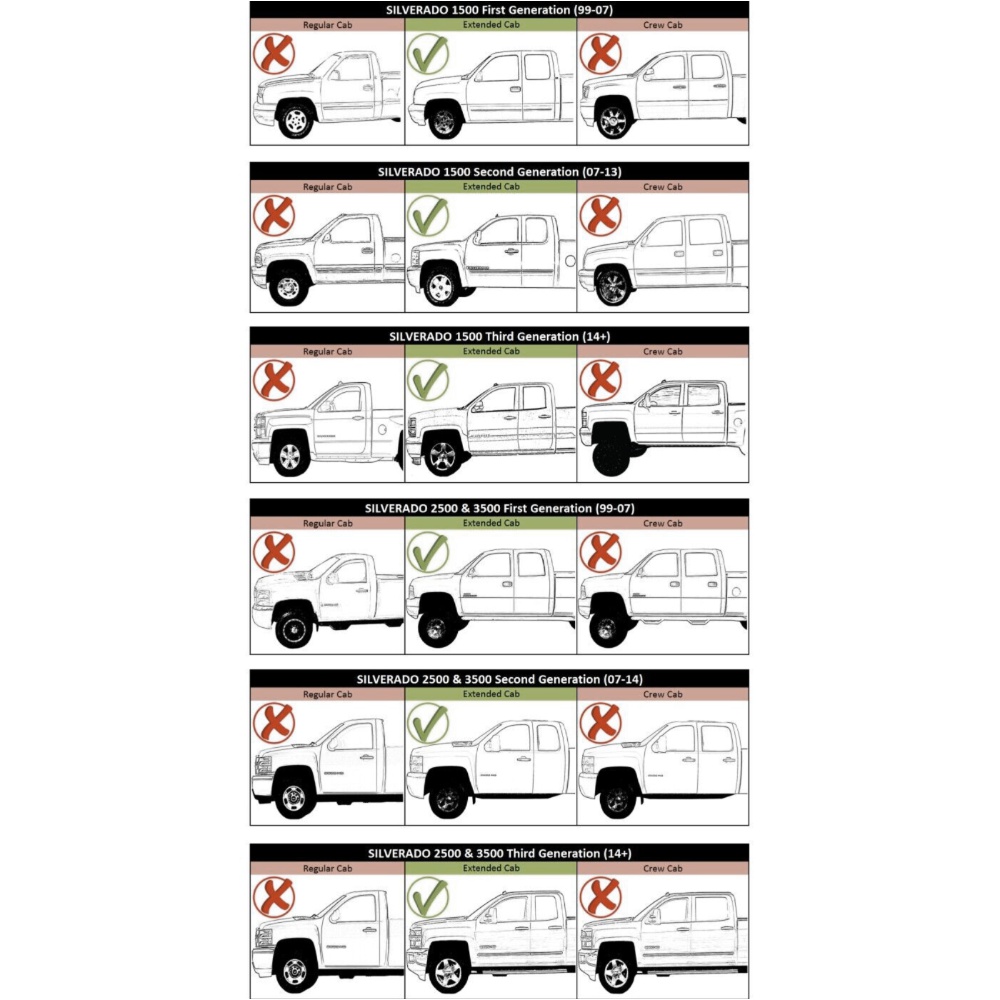 SILVERADO 1500 First Generation (99-07)
Regular Cab
Extended Cab
Crew Cab
SILVERADO 1500 Second Generation (07-13)
Regular Cab
Extended Cab
Crew Cab
SILVERADO 1500 Third Generation (14+)
Regular Cab
Extended Cab
Crew Cab
SILVERADO 2500 & 3500 First Generation (99-07)
Regular Cab
Extended Cab
Crew Cab
SILVERADO 2500 & 3500 Second Generation (07-14)
Regular Cab
Extended Cab
Crew Cab
SILVERADO 2500 & 3500 Third Generation (14+)
Regular Cab
Extended Cab
Crew Cab